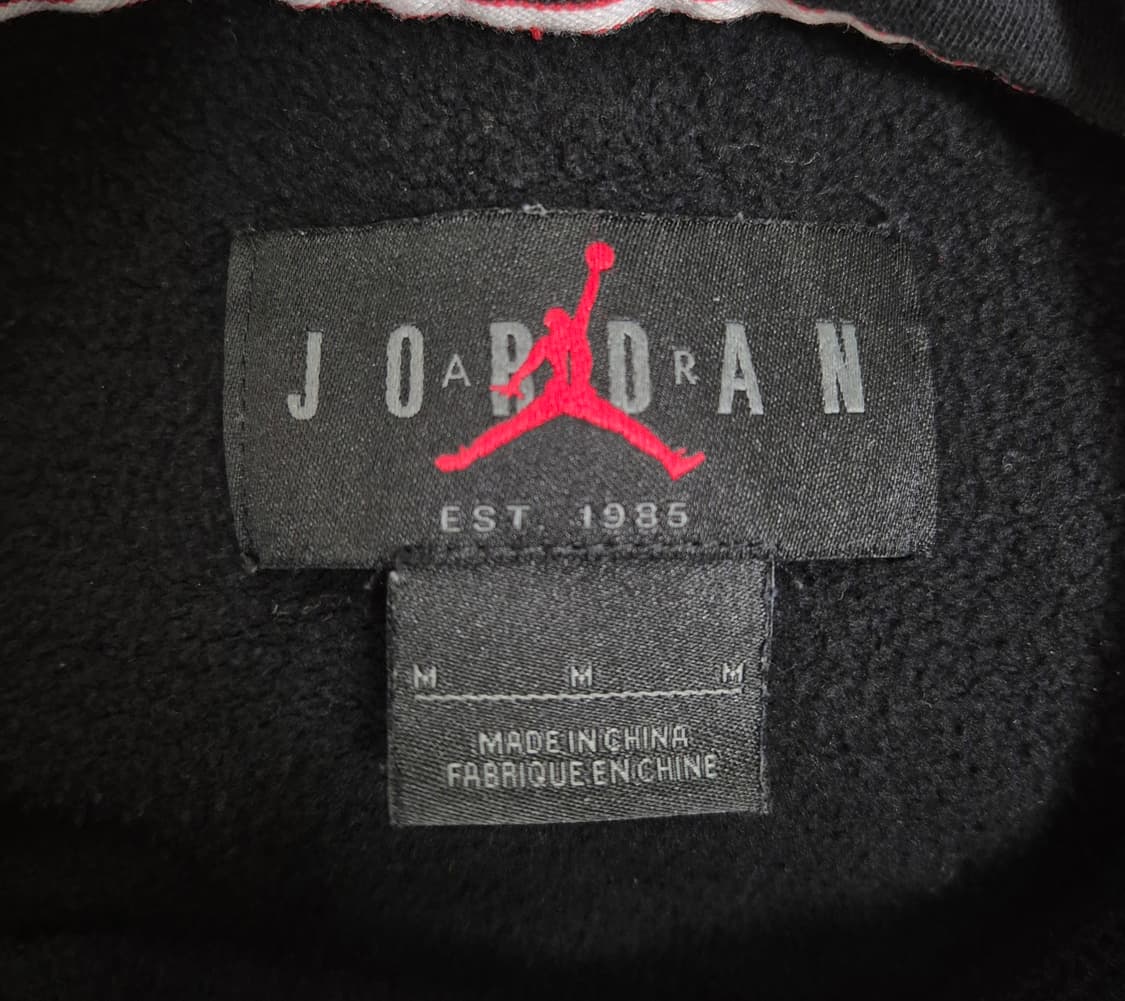 JORDAN
AIR
EST. 1985
M M M
MADE IN CHINA
FABRIQUE EN CHINE